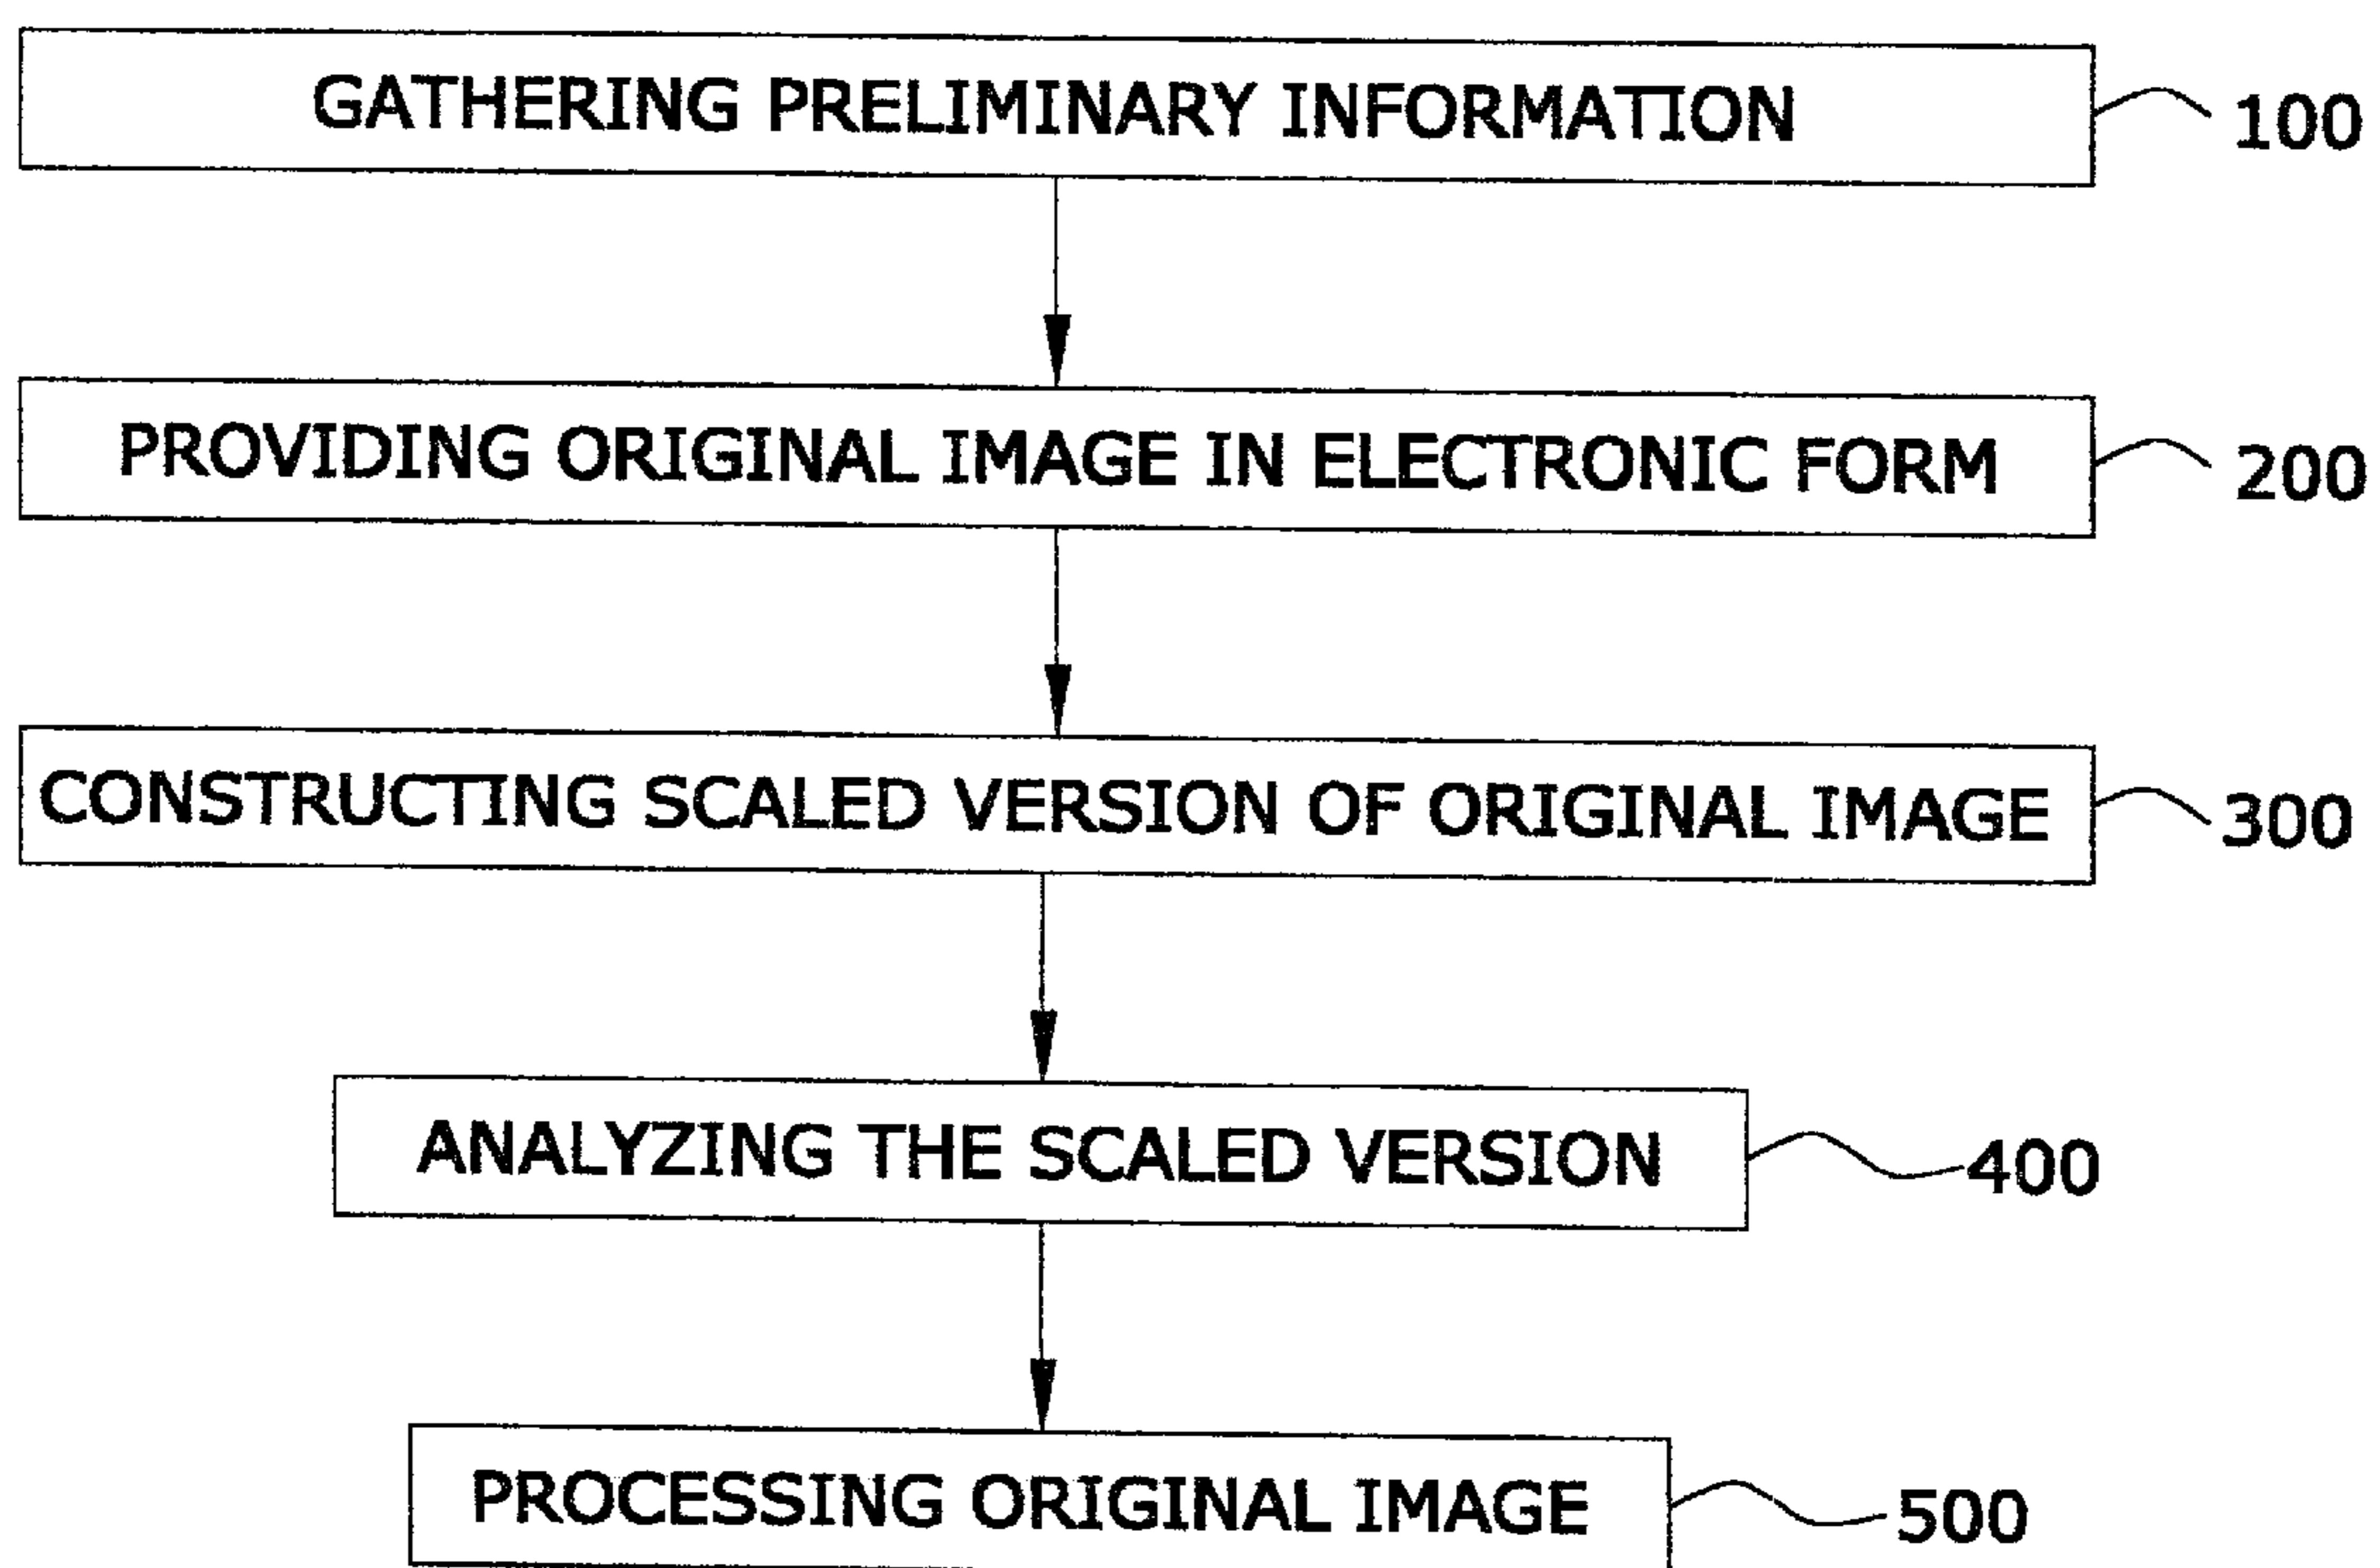 GATHERING PRELIMINARY INFORMATION 100
PROVIDING ORIGINAL IMAGE IN ELECTRONIC FORM 200
CONSTRUCTING SCALED VERSION OF ORIGINAL IMAGE 300
ANALYZING THE SCALED VERSION 400
PROCESSING ORIGINAL IMAGE 500